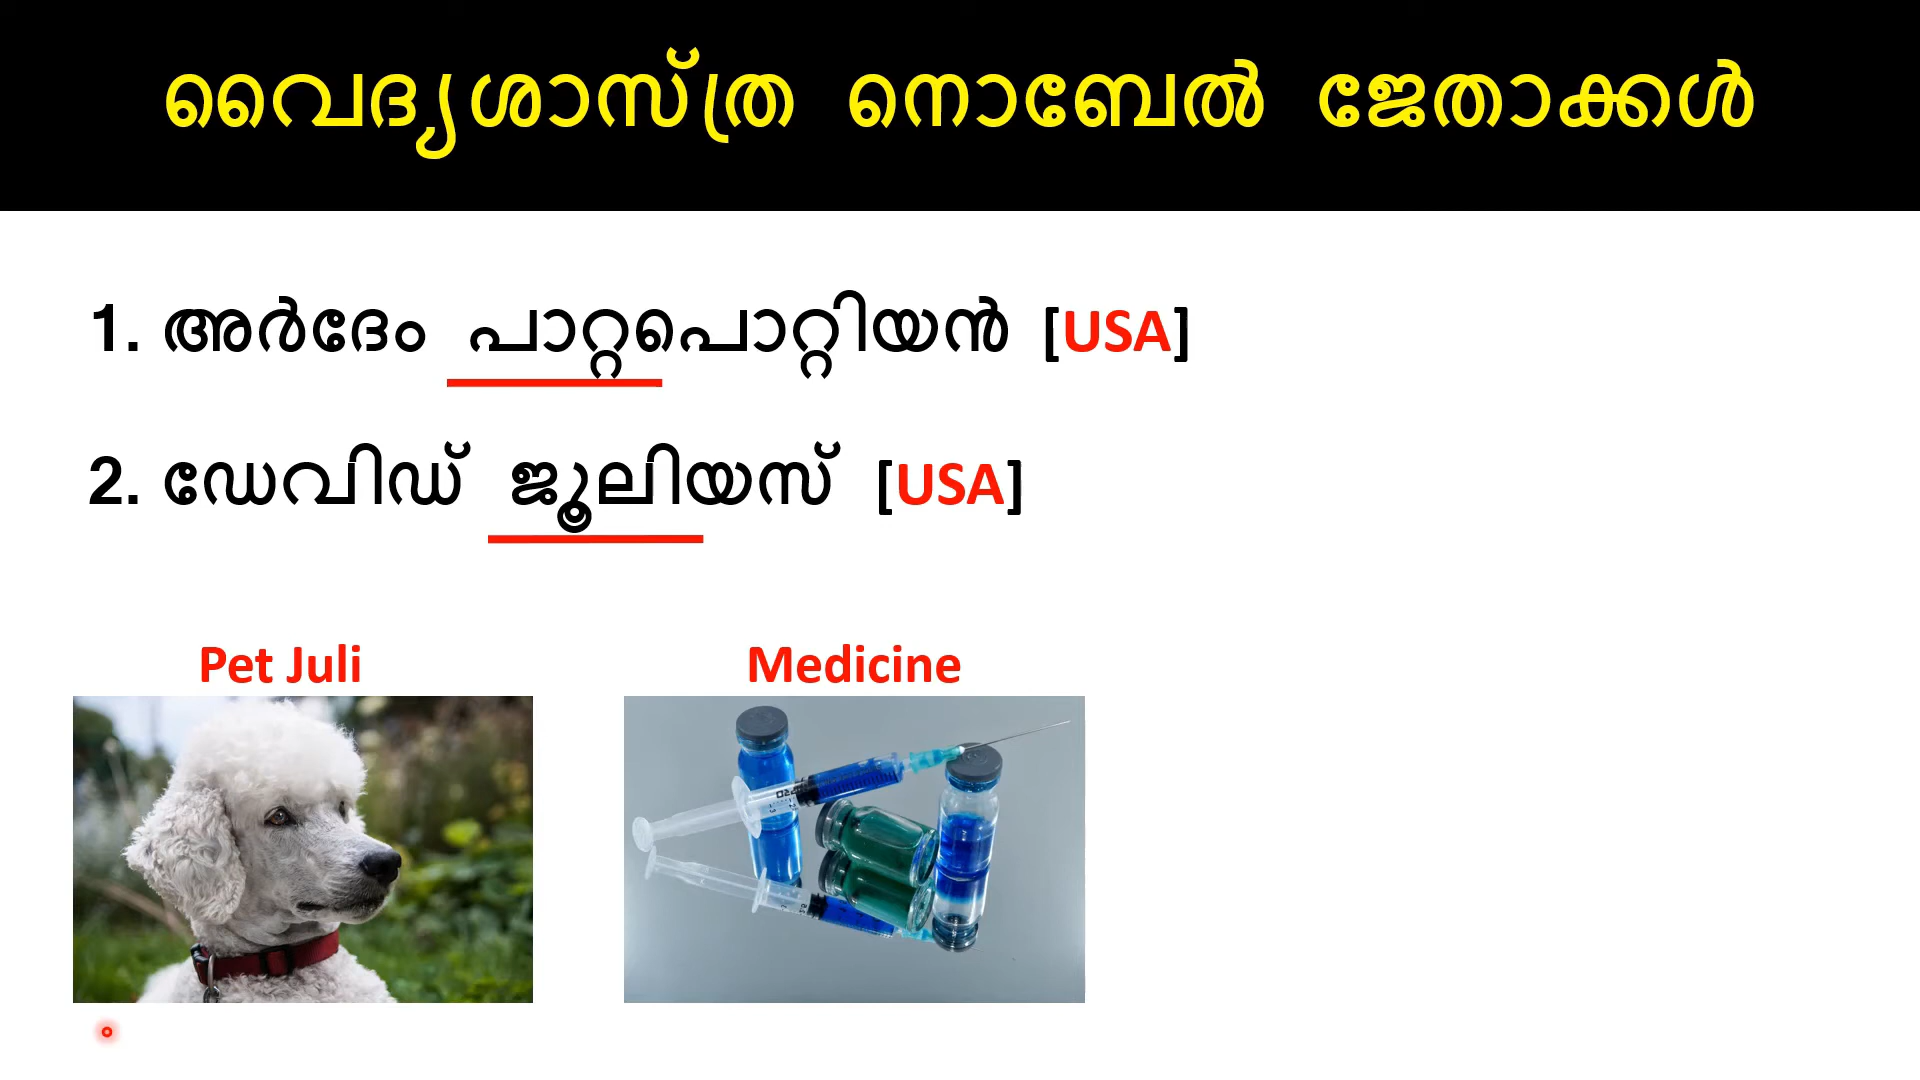 വൈദ്യശാസ്ത്ര നൊബേൽ ജേതാക്കൾ
1. അർദേം പാറ്റപൊറ്റിയൻ [USA]
2. ഡേവിഡ് ജൂലിയസ് [USA]
Pet Juli
Medicine